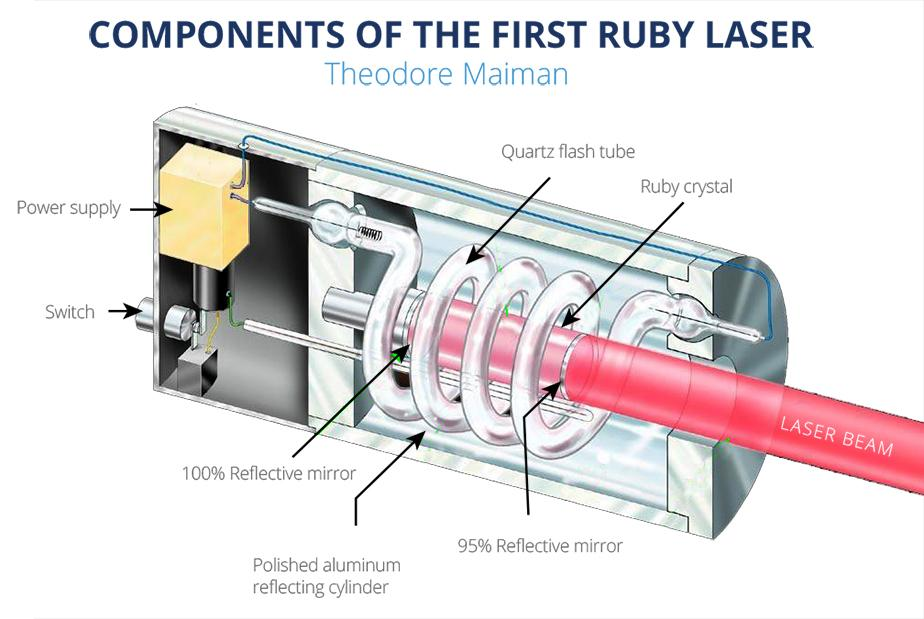 COMPONENTS OF THE FIRST RUBY LASER
Theodore Maiman
Quartz flash tube
Ruby crystal
Power supply
Switch
LASER BEAM
100% Reflective mirror
95% Reflective mirror
Polished aluminum
reflecting cylinder